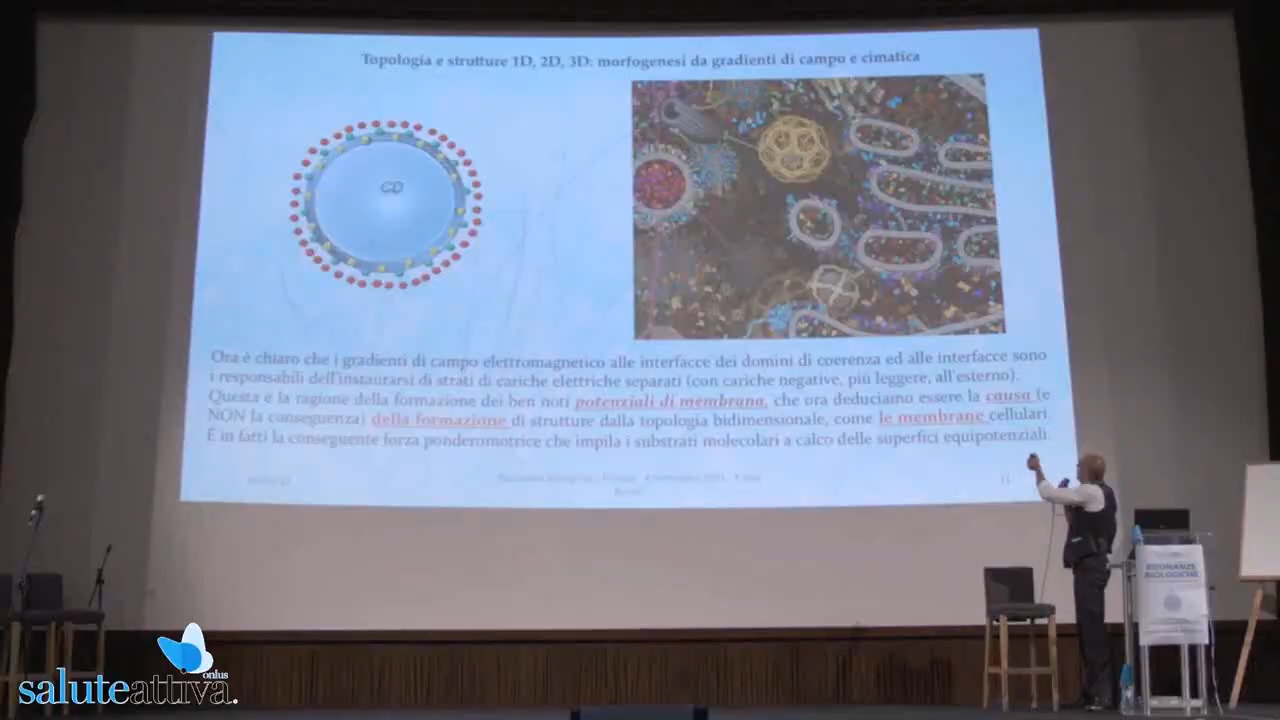 Topologia e strutture 1D, 2D, 3D: morfogenesi da gradienti di campo e cimatica
CD
Ora è chiaro che i gradienti di campo elettromagnetico alle interfacce dei domini di coerenza ed alle interfacce sono
i responsabili dell'instaurarsi di strati di cariche elettriche separati (con cariche negative, più leggere, all'esterno).
Questa è la ragione della formazione dei ben noti potenziali di membrana, che ora deduciamo essere la causa (e
NON la conseguenza) della formazione di strutture dalla topologia bidimensionale, come le membrane cellulari.
È in fatti la conseguente forza ponderomotrice che impila i substrati molecolari a calco delle superfici equipotenziali.
RISONANZE
BIOLOGICHE
onlus
saluteattiva.